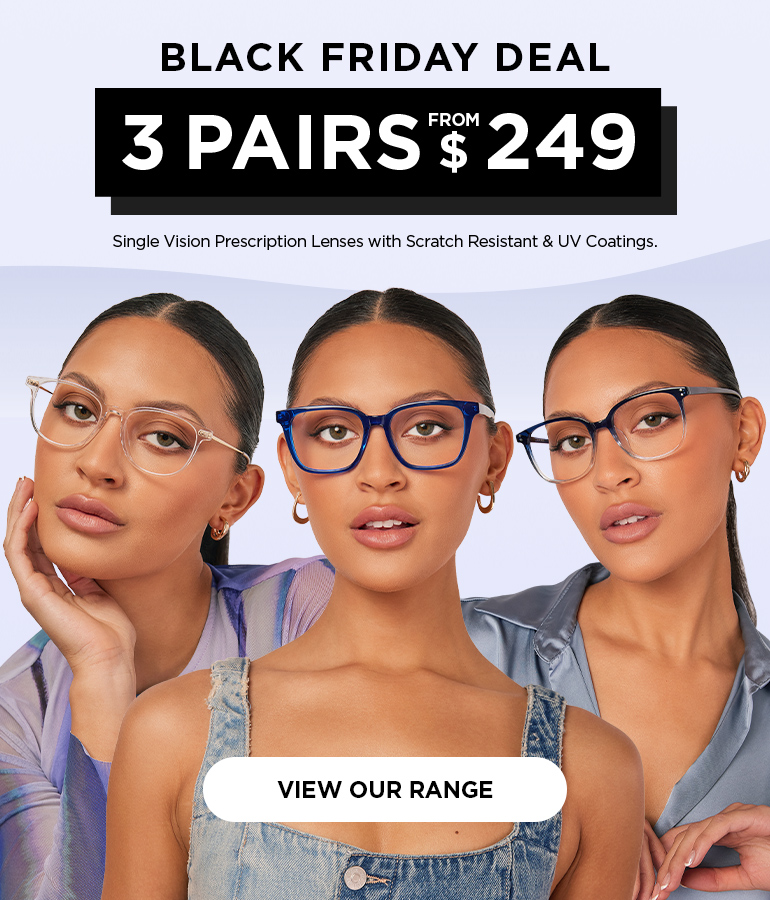 BLACK FRIDAY DEAL
3 PAIRS FROM $249
Single Vision Prescription Lenses with Scratch Resistant & UV Coatings.
VIEW OUR RANGE